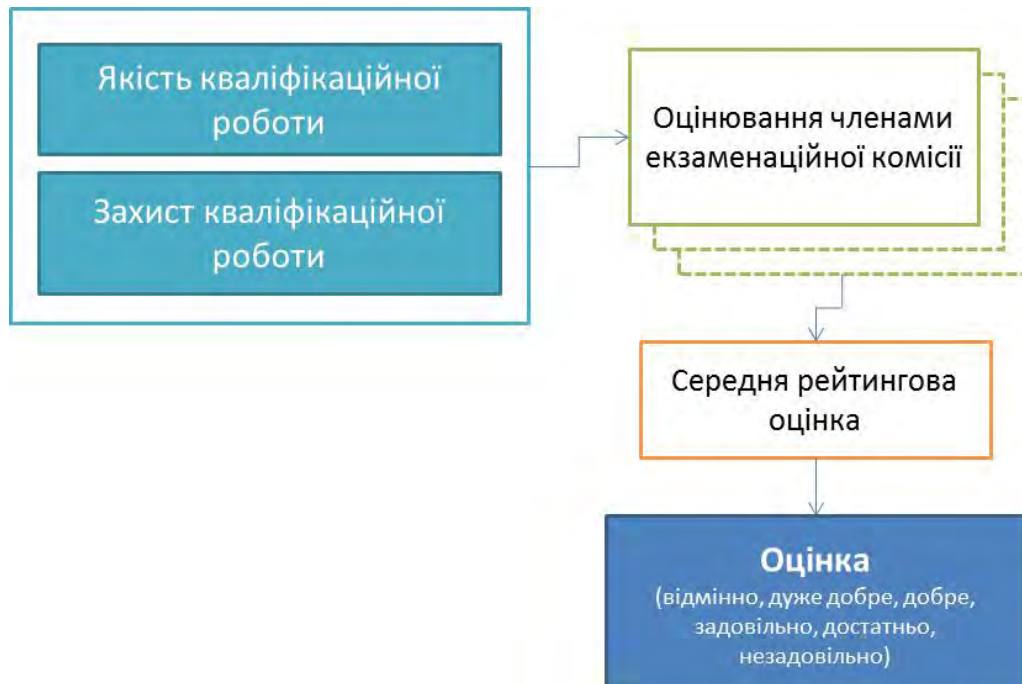 Якість кваліфікаційної
роботи
Захист кваліфікаційної
роботи
Оцінювання членами
екзаменаційної комісії
Середня рейтингова
оцінка
Оцінка
(відмінно, дуже добре, добре,
задовільно, достатньо,
незадовільно)